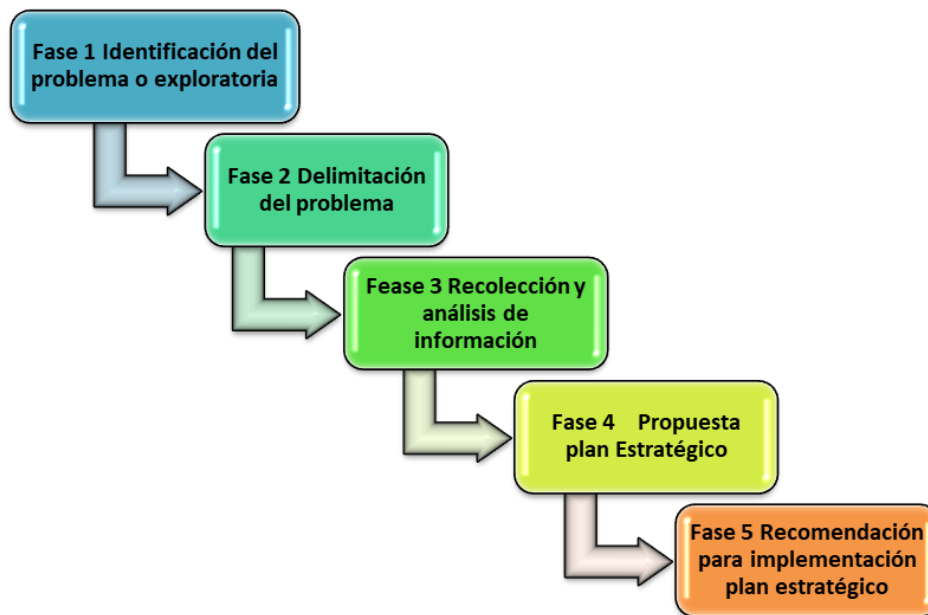 Fase 1 Identificación del
problema o exploratoria
Fase 2 Delimitación
del problema
Fease 3 Recolección y
análisis de
información
Fase 4    Propuesta
plan Estratégico
Fase 5 Recomendación
para implementación
plan estratégico